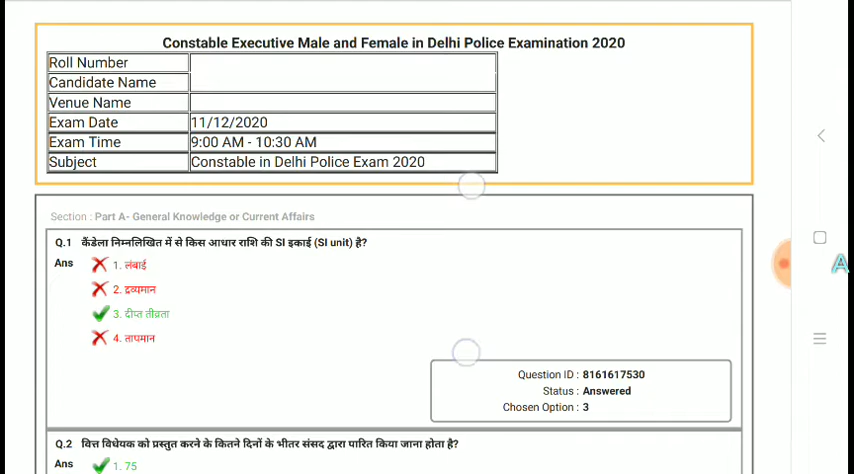 Constable Executive Male and Female in Delhi Police Examination 2020
Roll Number
Candidate Name
Venue Name
Exam Date 11/12/2020
Exam Time 9:00 AM - 10:30 AM
Subject Constable in Delhi Police Exam 2020
Section : Part A- General Knowledge or Current Affairs
Q.1 कैंडेला निम्नलिखित में से किस आधार राशि की SI इकाई (SI unit) है?
Ans 1. लंबाई
2. द्रव्यमान
3. दीप्त तीव्रता
4. तापमान
Question ID : 8161617530
Status : Answered
Chosen Option : 3
Q.2 वित्त विधेयक को प्रस्तुत करने के कितने दिनों के भीतर संसद द्वारा पारित किया जाना होता है?
Ans 1. 75
A